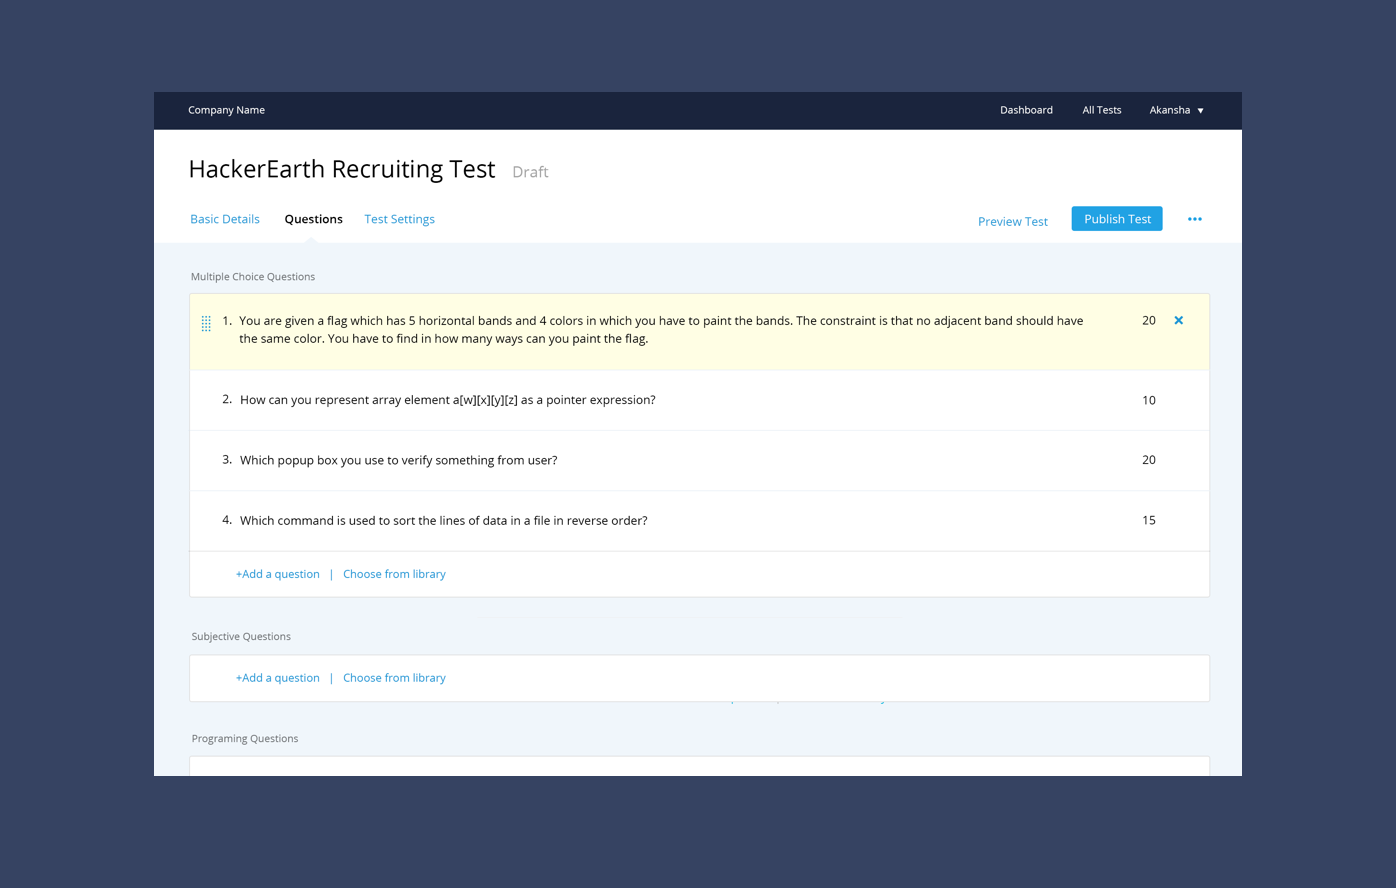 Company Name Dashboard All Tests Akansha
HackerEarth Recruiting Test Draft
Basic Details Questions Test Settings Preview Test Publish Test
Multiple Choice Questions
1. You are given a flag which has 5 horizontal bands and 4 colors in which you have to paint the bands. The constraint is that no adjacent band should have 20
the same color. You have to find in how many ways can you paint the flag.
2. How can you represent array element a[w][x][y][z] as a pointer expression? 10
3. Which popup box you use to verify something from user? 20
4. Which command is used to sort the lines of data in a file in reverse order? 15
+Add a question | Choose from library
Subjective Questions
+Add a question | Choose from library
Programing Questions